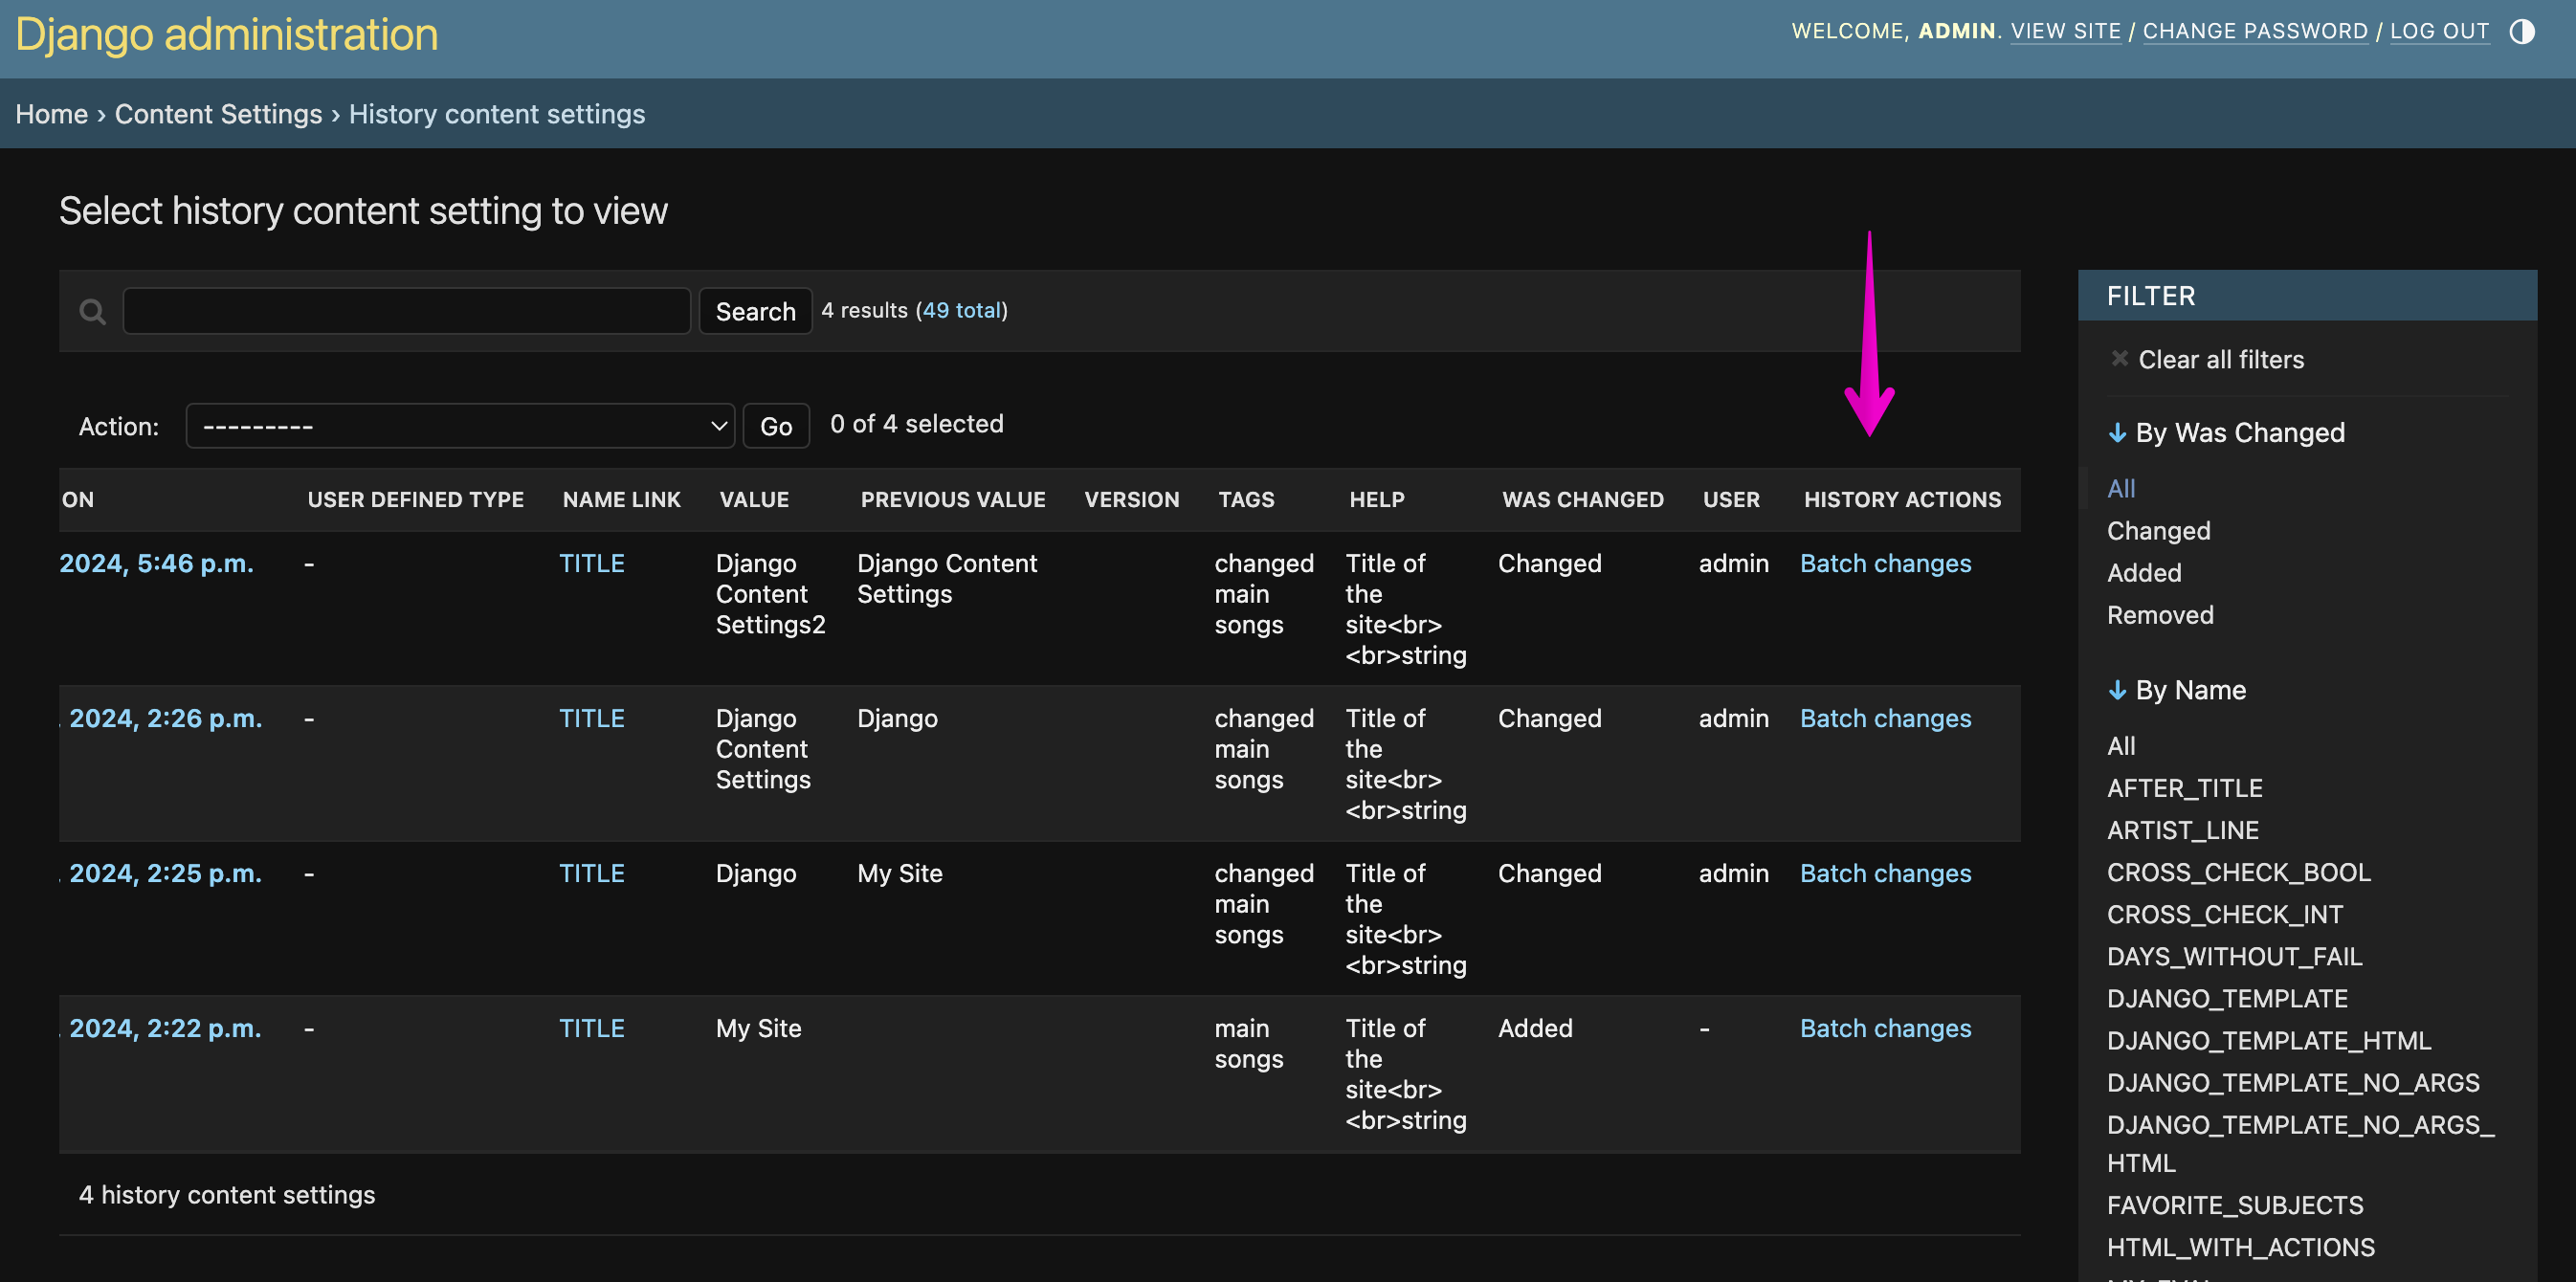 Django administration
WELCOME, ADMIN. VIEW SITE / CHANGE PASSWORD / LOG OUT
Home › Content Settings › History content settings
Select history content setting to view
Search
4 results (49 total)
Action:
---------
Go
0 of 4 selected
ON
USER DEFINED TYPE
NAME LINK
VALUE
PREVIOUS VALUE
VERSION
TAGS
HELP
WAS CHANGED
USER
HISTORY ACTIONS
2024, 5:46 p.m.
-
TITLE
Django
Content
Settings2
Django Content
Settings
changed
main
songs
Title of
the
site<br>
<br>string
Changed
admin
Batch changes
. 2024, 2:26 p.m.
-
TITLE
Django
Content
Settings
Django
changed
main
songs
Title of
the
site<br>
<br>string
Changed
admin
Batch changes
. 2024, 2:25 p.m.
-
TITLE
Django
My Site
changed
main
songs
Title of
the
site<br>
<br>string
Changed
admin
Batch changes
. 2024, 2:22 p.m.
-
TITLE
My Site
main
songs
Title of
the
site<br>
<br>string
Added
-
Batch changes
4 history content settings
FILTER
Clear all filters
By Was Changed
All
Changed
Added
Removed
By Name
All
AFTER_TITLE
ARTIST_LINE
CROSS_CHECK_BOOL
CROSS_CHECK_INT
DAYS_WITHOUT_FAIL
DJANGO_TEMPLATE
DJANGO_TEMPLATE_HTML
DJANGO_TEMPLATE_NO_ARGS
DJANGO_TEMPLATE_NO_ARGS_
HTML
FAVORITE_SUBJECTS
HTML_WITH_ACTIONS